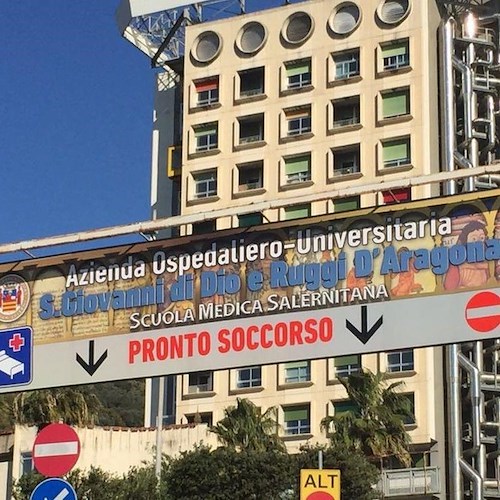 Azienda Ospedaliero-Universitaria
S.Giovanni di Dio e Ruggi D'Aragona
Scuola Medica Salernitana
PRONTO SOCCORSO
ALT